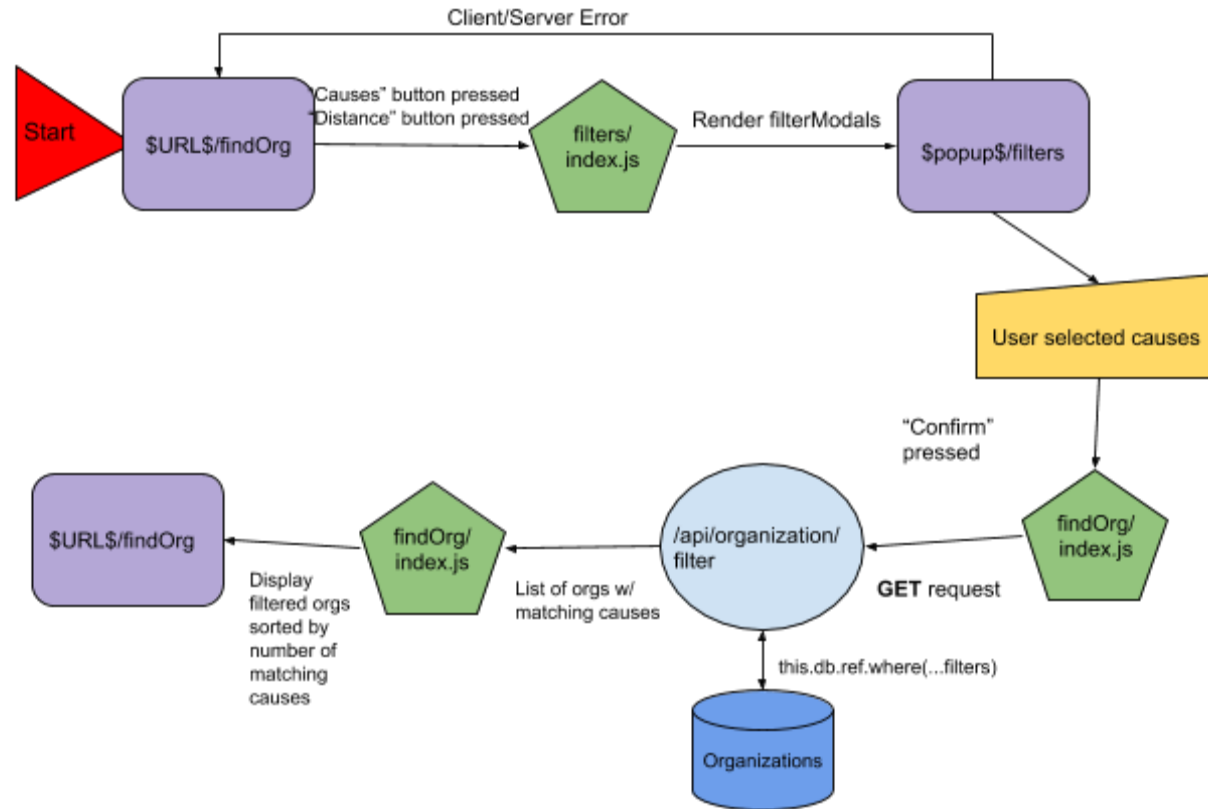 Client/Server Error
Start
$URL$/findOrg
"Causes” button pressed
"Distance” button pressed
filters/
index.js
Render filterModals
$popup$/filters
User selected causes
“Confirm”
pressed
findOrg/
index.js
GET request
/api/organization/
filter
this.db.ref.where(...filters)
Organizations
List of orgs w/
matching causes
findOrg/
index.js
Display
filtered orgs
sorted by
number of
matching
causes
$URL$/findOrg